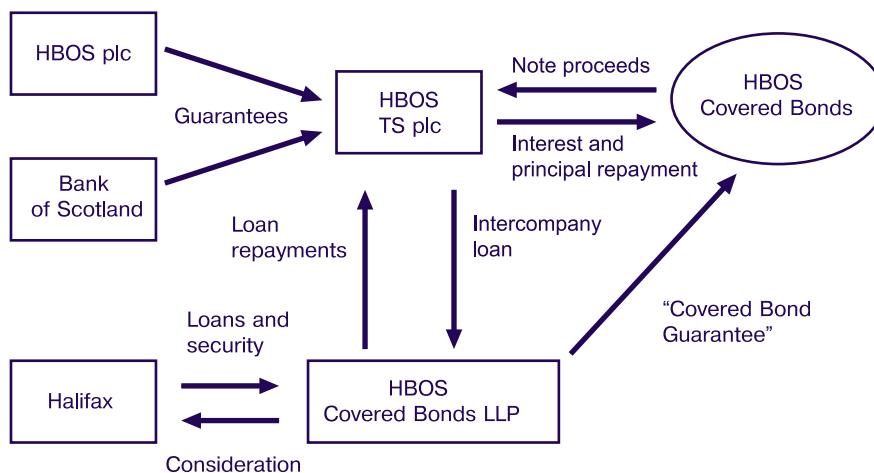 HBOS plc
Guarantees
Bank
of Scotland
HBOS
TS plc
Note proceeds
Interest and
principal repayment
HBOS
Covered Bonds
Loan
repayments
Intercompany
loan
“Covered Bond
Guarantee”
Loans and
security
Halifax
Consideration
HBOS
Covered Bonds LLP